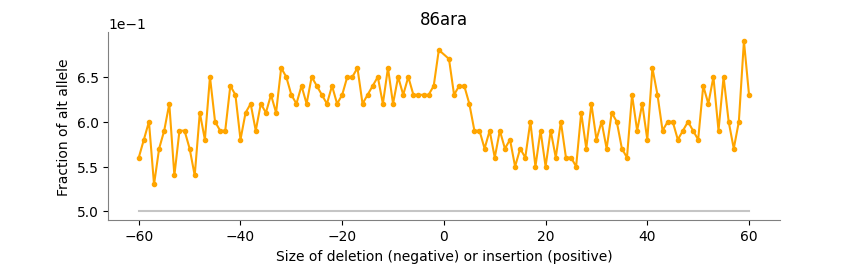 86ara
1e−1
Fraction of alt allele
6.5
6.0
5.5
5.0
−60 −40 −20 0 20 40 60
Size of deletion (negative) or insertion (positive)